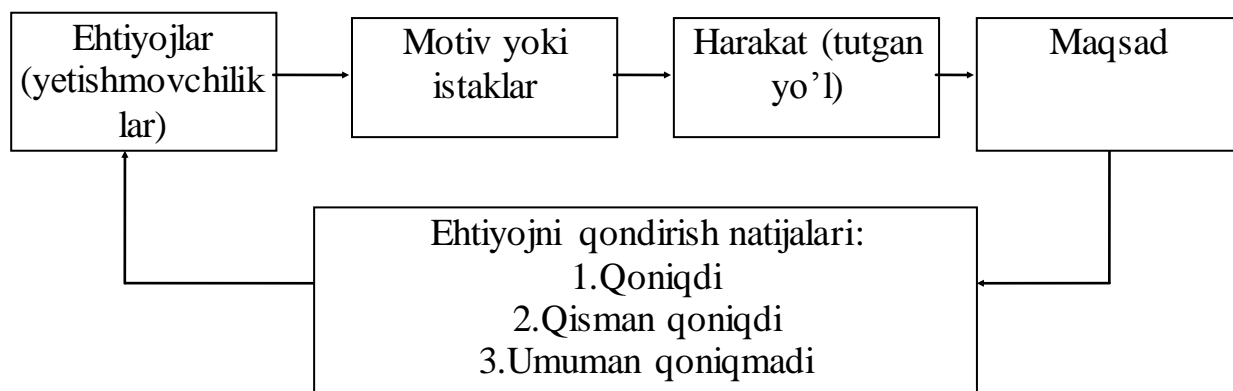 Ehtiyojlar
(yetishmovchilik
lar)
Motiv yoki
istaklar
Harakat (tutgan
yo’l)
Maqsad
Ehtiyojni qondirish natijalari:
1.Qoniqdi
2.Qisman qoniqdi
3.Umuman qoniqmadi